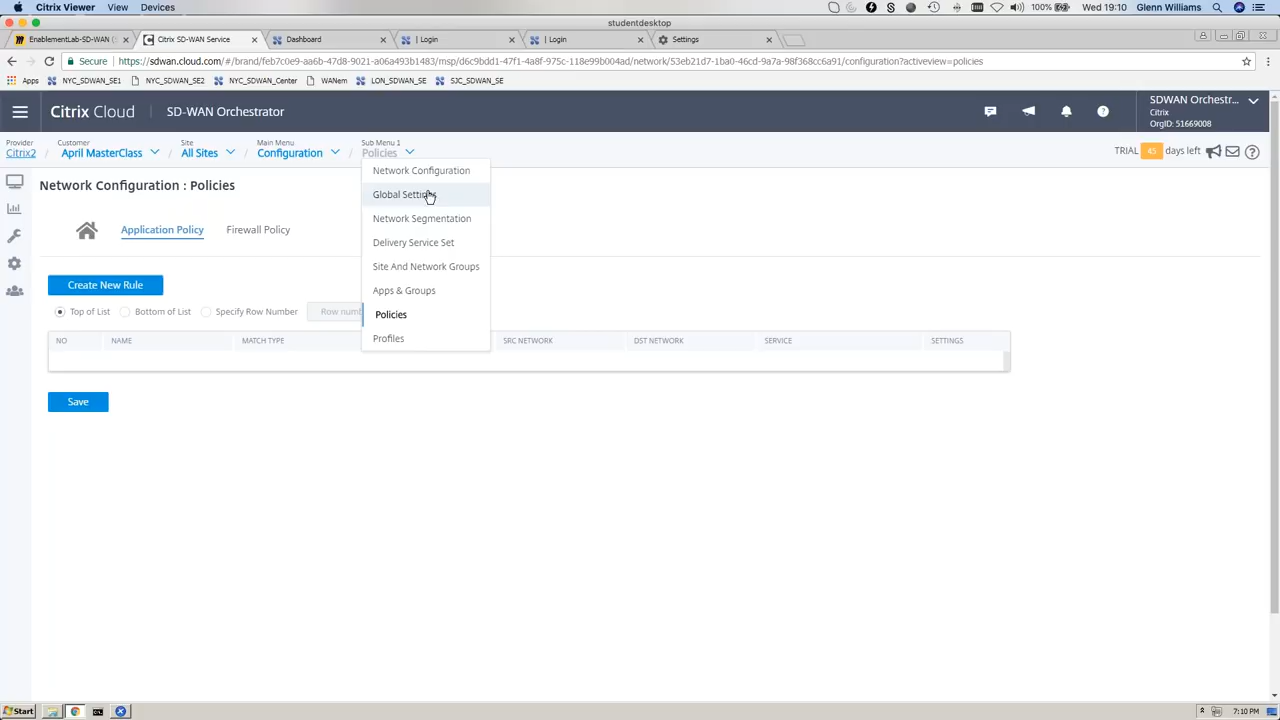 Citrix Viewer View Devices 100% Wed 19:10 Glenn Williams
studentdesktop
EnablementLab-SD-WAN ( Citrix SD-WAN Service Dashboard | Login | Login Settings
Secure https://sdwan.cloud.com/#/brand/feb7c0e9-aa6b-47d8-9021-a06a493b1483/msp/d6c9bdd1-47f1-4a8f-975c-118e99b004ad/network/53eb21d7-1ba0-46cd-9a7a-98f368cc6a91/configuration?activeview=policies
Apps NYC_SDWAN_SE1 NYC_SDWAN_SE2 NYC_SDWAN_Center WANem LON_SDWAN_SE SJC_SDWAN_SE
Citrix Cloud SD-WAN Orchestrator
SDWAN Orchestr...
Citrix
OrgID: 51669008
Provider Customer Site Main Menu Sub Menu 1
Citrix2 / April MasterClass / All Sites / Configuration / Policies
TRIAL 45 days left
Network Configuration
Network Configuration : Policies
Global Settings
Network Segmentation
Application Policy Firewall Policy
Delivery Service Set
Site And Network Groups
Create New Rule
Apps & Groups
Top of List Bottom of List Specify Row Number Row numb
Policies
Profiles
NO NAME MATCH TYPE SRC NETWORK DST NETWORK SERVICE SETTINGS
Save
Start 7:10 PM